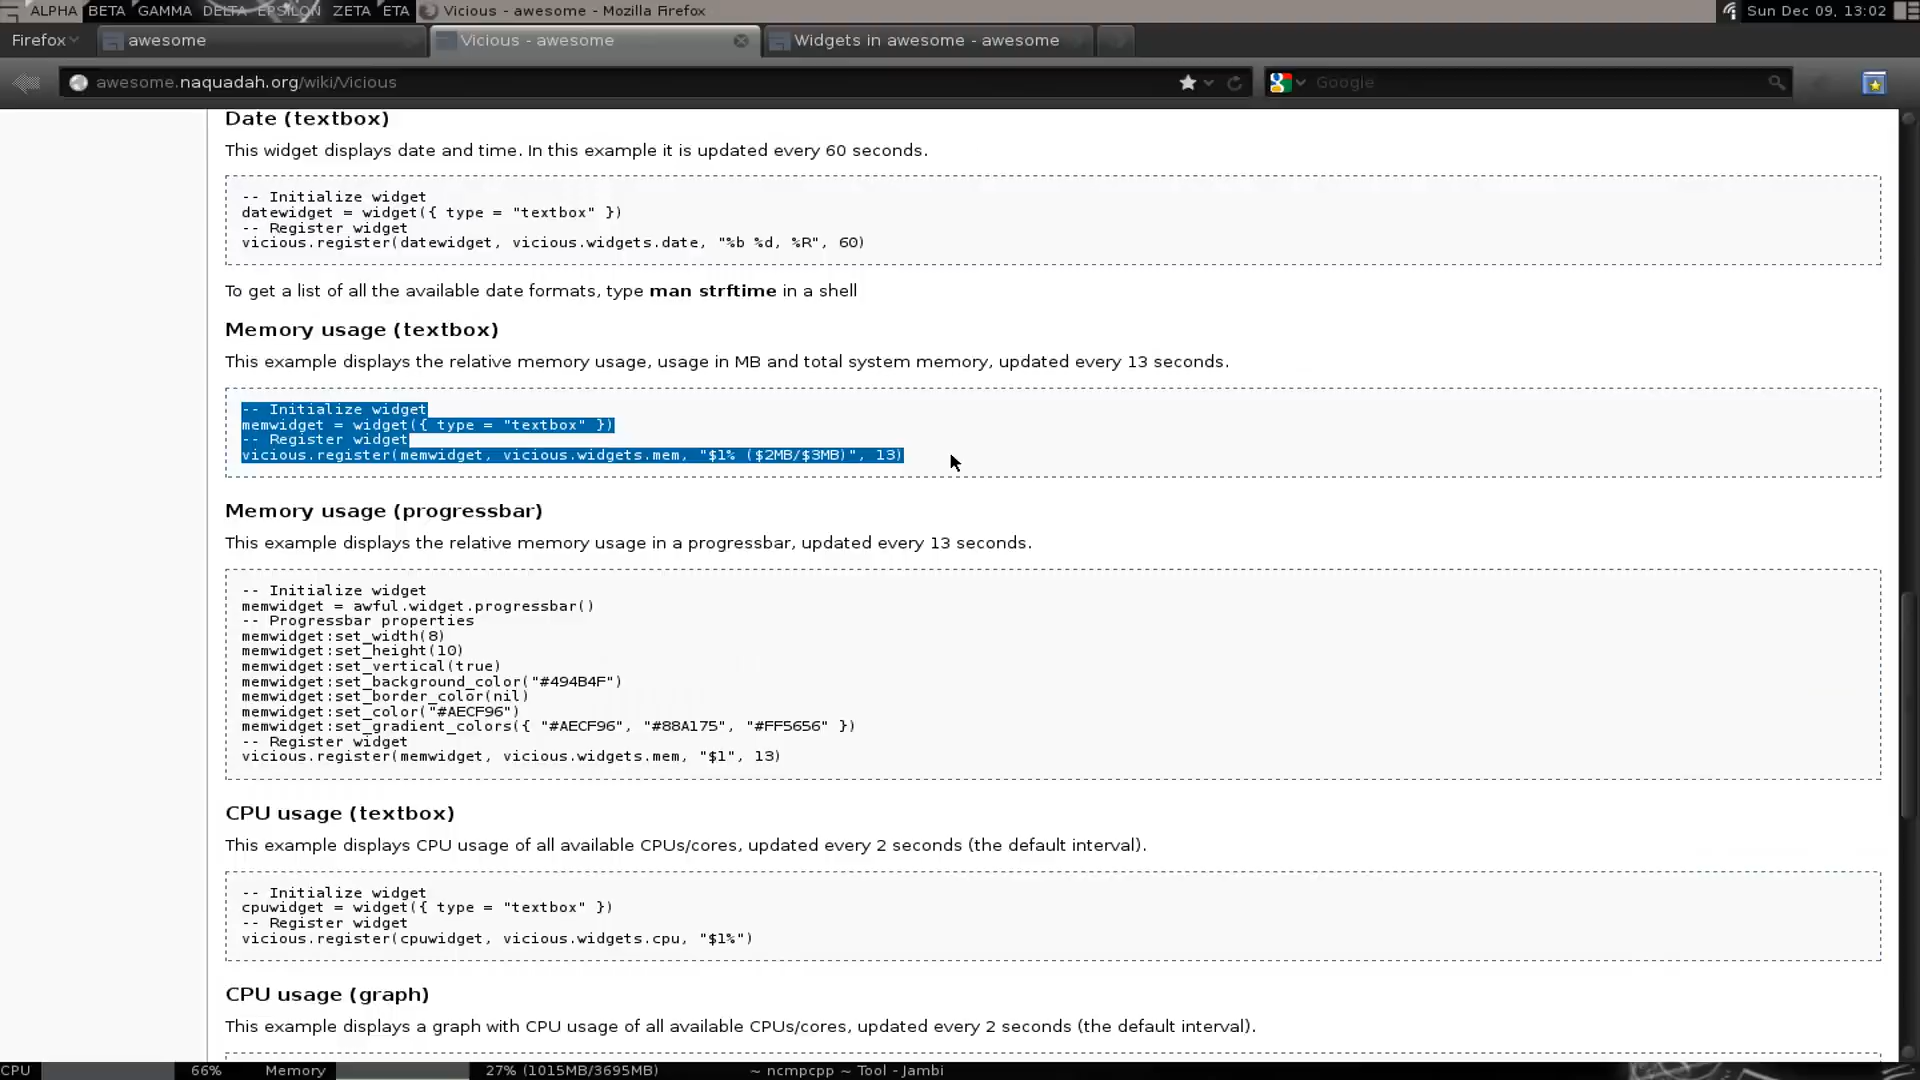 ALPHA BETA GAMMA DELTA EPSILON ZETA ETA Vicious - awesome - Mozilla Firefox Sun Dec 09, 13:02
Firefox awesome Vicious - awesome Widgets in awesome - awesome
awesome.naquadah.org/wiki/Vicious Google
Date (textbox)
This widget displays date and time. In this example it is updated every 60 seconds.
-- Initialize widget
datewidget = widget({ type = "textbox" })
-- Register widget
vicious.register(datewidget, vicious.widgets.date, "%b %d, %R", 60)
To get a list of all the available date formats, type man strftime in a shell
Memory usage (textbox)
This example displays the relative memory usage, usage in MB and total system memory, updated every 13 seconds.
-- Initialize widget
memwidget = widget({ type = "textbox" })
-- Register widget
vicious.register(memwidget, vicious.widgets.mem, "$1% ($2MB/$3MB)", 13)
Memory usage (progressbar)
This example displays the relative memory usage in a progressbar, updated every 13 seconds.
-- Initialize widget
memwidget = awful.widget.progressbar()
-- Progressbar properties
memwidget:set_width(8)
memwidget:set_height(10)
memwidget:set_vertical(true)
memwidget:set_background_color("#494B4F")
memwidget:set_border_color(nil)
memwidget:set_color("#AECF96")
memwidget:set_gradient_colors({ "#AECF96", "#88A175", "#FF5656" })
-- Register widget
vicious.register(memwidget, vicious.widgets.mem, "$1", 13)
CPU usage (textbox)
This example displays CPU usage of all available CPUs/cores, updated every 2 seconds (the default interval).
-- Initialize widget
cpuwidget = widget({ type = "textbox" })
-- Register widget
vicious.register(cpuwidget, vicious.widgets.cpu, "$1%")
CPU usage (graph)
This example displays a graph with CPU usage of all available CPUs/cores, updated every 2 seconds (the default interval).
CPU 66% Memory 27% (1015MB/3695MB) ~ ncmpcpp ~ Tool - Jambi